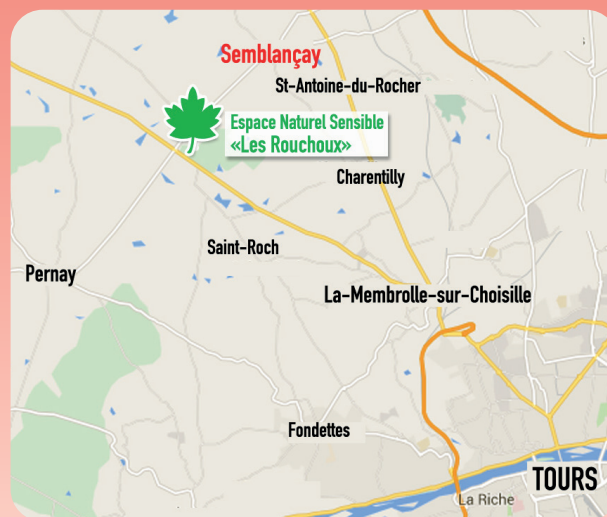 Semblançay
St-Antoine-du-Rocher
Espace Naturel Sensible
«Les Rouchoux»
Charentilly
Saint-Roch
Pernay
La-Membrolle-sur-Choisille
Fondettes
TOURS
La Riche